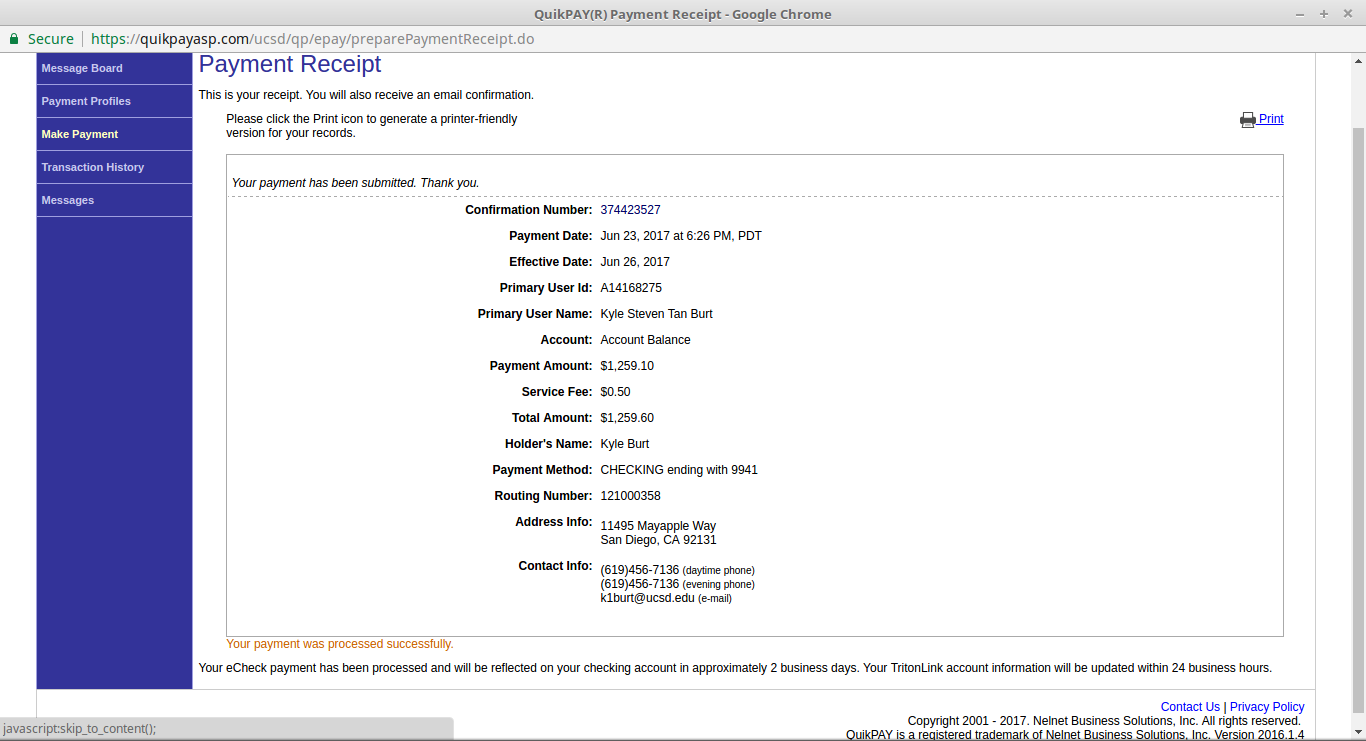 QuikPAY(R) Payment Receipt - Google Chrome
Secure https://quikpayasp.com/ucsd/qp/epay/preparePaymentReceipt.do
Message Board
Payment Profiles
Make Payment
Transaction History
Messages
Payment Receipt
This is your receipt. You will also receive an email confirmation.
Please click the Print icon to generate a printer-friendly
version for your records.
Print
Your payment has been submitted. Thank you.
Confirmation Number: 374423527
Payment Date: Jun 23, 2017 at 6:26 PM, PDT
Effective Date: Jun 26, 2017
Primary User Id: A14168275
Primary User Name: Kyle Steven Tan Burt
Account: Account Balance
Payment Amount: $1,259.10
Service Fee: $0.50
Total Amount: $1,259.60
Holder's Name: Kyle Burt
Payment Method: CHECKING ending with 9941
Routing Number: 121000358
Address Info: 11495 Mayapple Way
San Diego, CA 92131
Contact Info: (619)456-7136 (daytime phone)
(619)456-7136 (evening phone)
k1burt@ucsd.edu (e-mail)
Your payment was processed successfully.
Your eCheck payment has been processed and will be reflected on your checking account in approximately 2 business days. Your TritonLink account information will be updated within 24 business hours.
Contact Us | Privacy Policy
Copyright 2001 - 2017. Nelnet Business Solutions, Inc. All rights reserved.
QuikPAY is a registered trademark of Nelnet Business Solutions, Inc. Version 2016.1.4
javascript:skip_to_content();